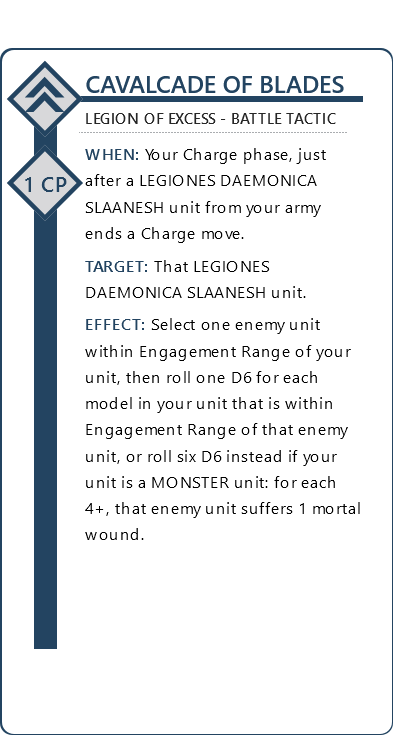 CAVALCADE OF BLADES
LEGION OF EXCESS - BATTLE TACTIC
1 CP
WHEN: Your Charge phase, just
after a LEGIONES DAEMONICA
SLAANESH unit from your army
ends a Charge move.
TARGET: That LEGIONES
DAEMONICA SLAANESH unit.
EFFECT: Select one enemy unit
within Engagement Range of your
unit, then roll one D6 for each
model in your unit that is within
Engagement Range of that enemy
unit, or roll six D6 instead if your
unit is a MONSTER unit: for each
4+, that enemy unit suffers 1 mortal
wound.